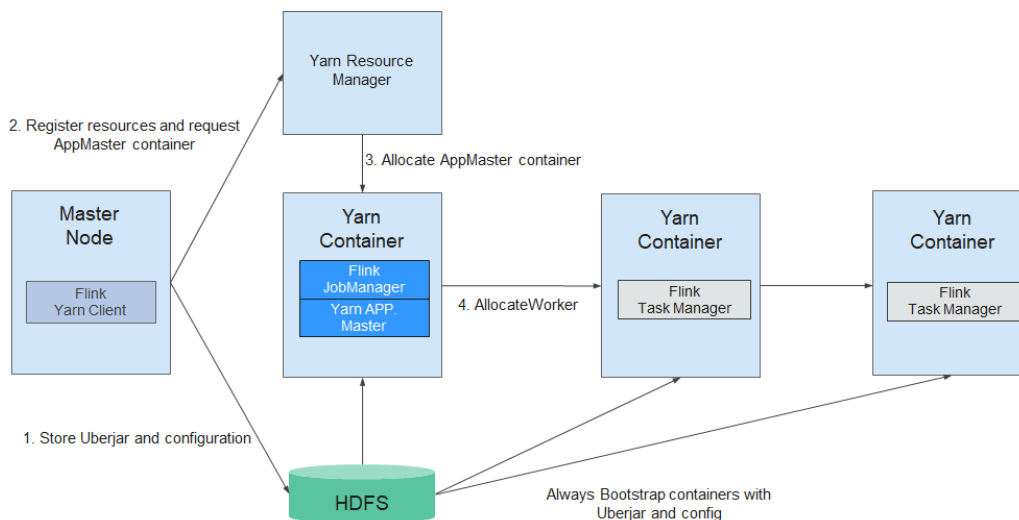 Yarn Resource
Manager
2. Register resources and request
AppMaster container
3. Allocate AppMaster container
Master
Node
Flink
Yarn Client
Yarn
Container
Flink
JobManager
Yarn APP.
Master
4. AllocateWorker
Yarn
Container
Flink
Task Manager
Yarn
Container
Flink
Task Manager
1. Store Uberjar and configuration
HDFS
Always Bootstrap containers with
Uberjar and config